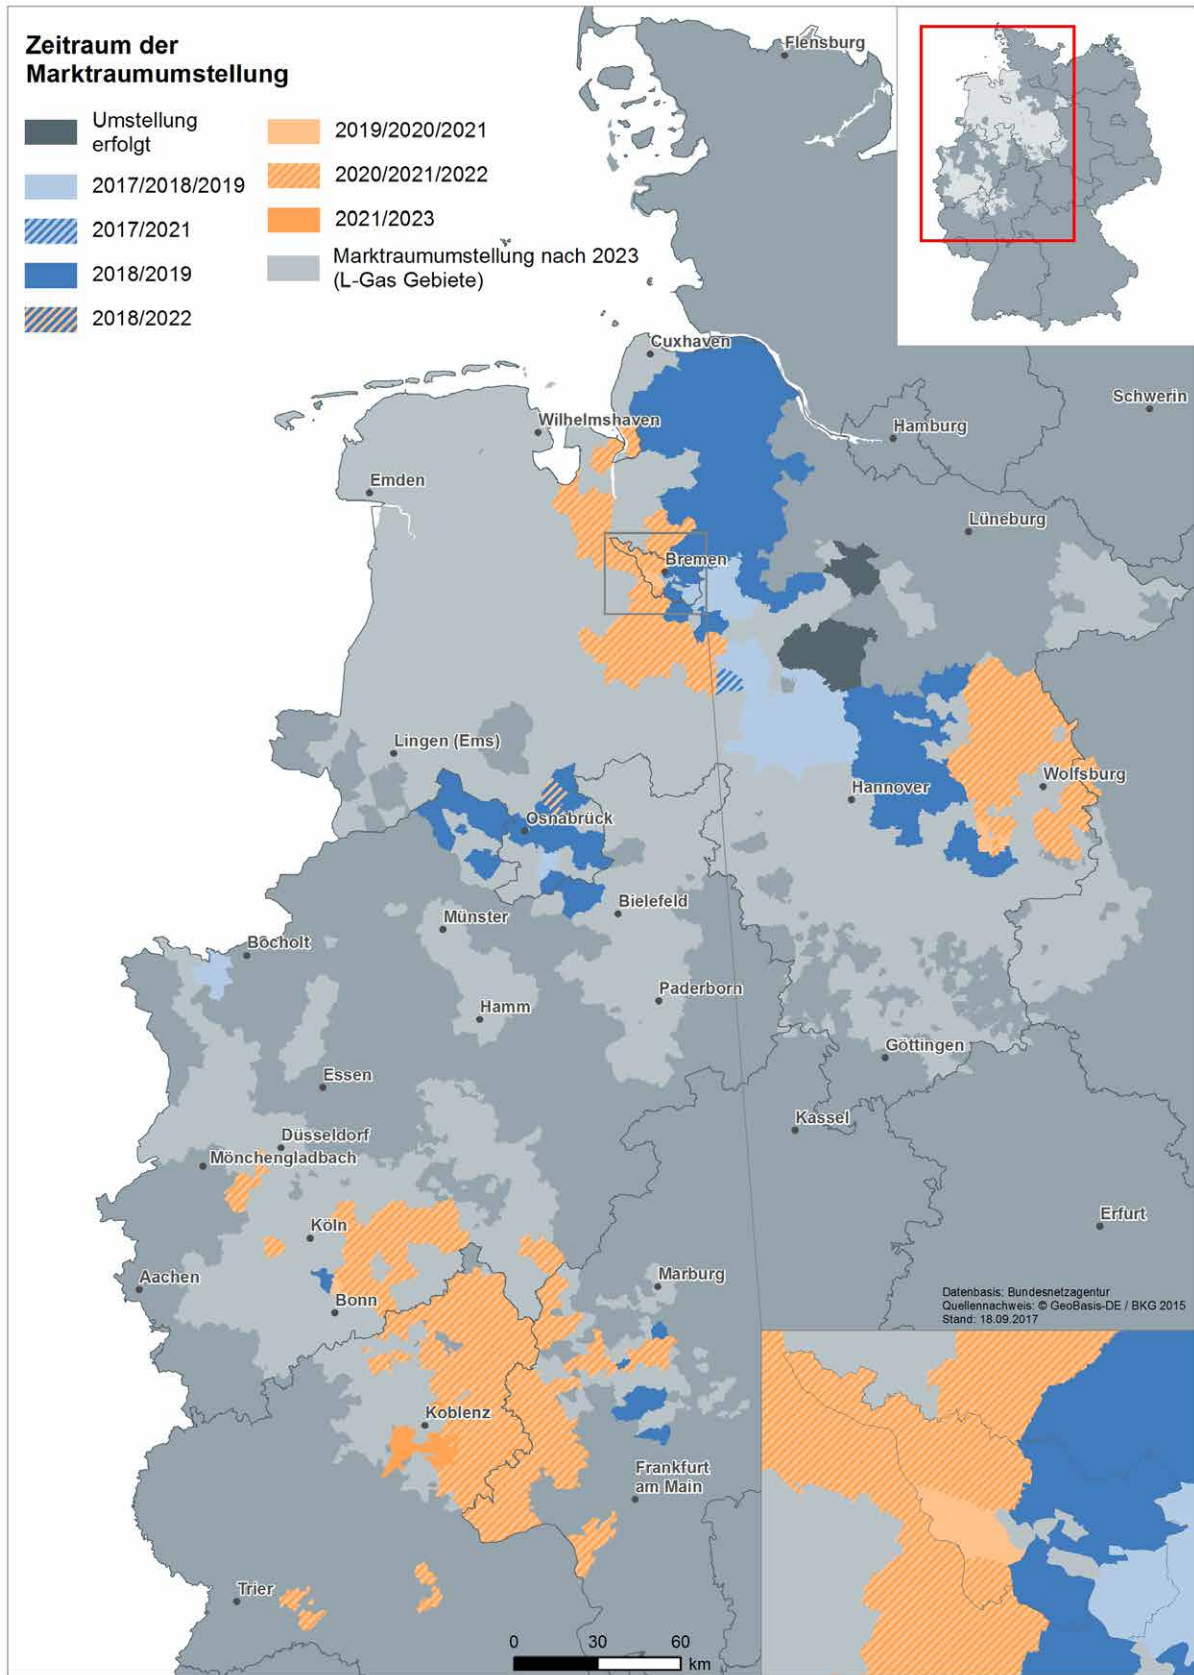 Zeitraum der
Marktraumumstellung
Umstellung
erfolgt
2017/2018/2019
2017/2021
2018/2019
2018/2022
2019/2020/2021
2020/2021/2022
2021/2023
Marktraumumstellung nach 2023
(L-Gas Gebiete)
Flensburg
Cuxhaven
Schwerin
Wilhelmshaven
Hamburg
Emden
Lüneburg
Bremen
Lingen (Ems)
Wolfsburg
Hannover
Osnabrück
Bielefeld
Münster
Bocholt
Paderborn
Hamm
Göttingen
Essen
Kassel
Düsseldorf
Mönchengladbach
Erfurt
Köln
Aachen
Marburg
Bonn
Datenbasis: Bundesnetzagentur
Quellennachweis: © GeoBasis-DE / BKG 2015
Stand: 18.09.2017
Koblenz
Frankfurt
am Main
Trier
0 30 60
km